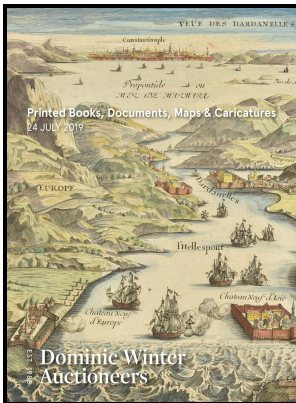 VEUE DES DARDANELLES
Constantinople
Propontide ou
MER DE MARMARA
Printed Books, Documents, Maps & Caricatures
24 JULY 2019
EUROPE
Dardanelles
l'Hellespont
Chateau Neuf d'Asie
Chateau Neuf
d'Europe
Dominic Winter
Auctioneers